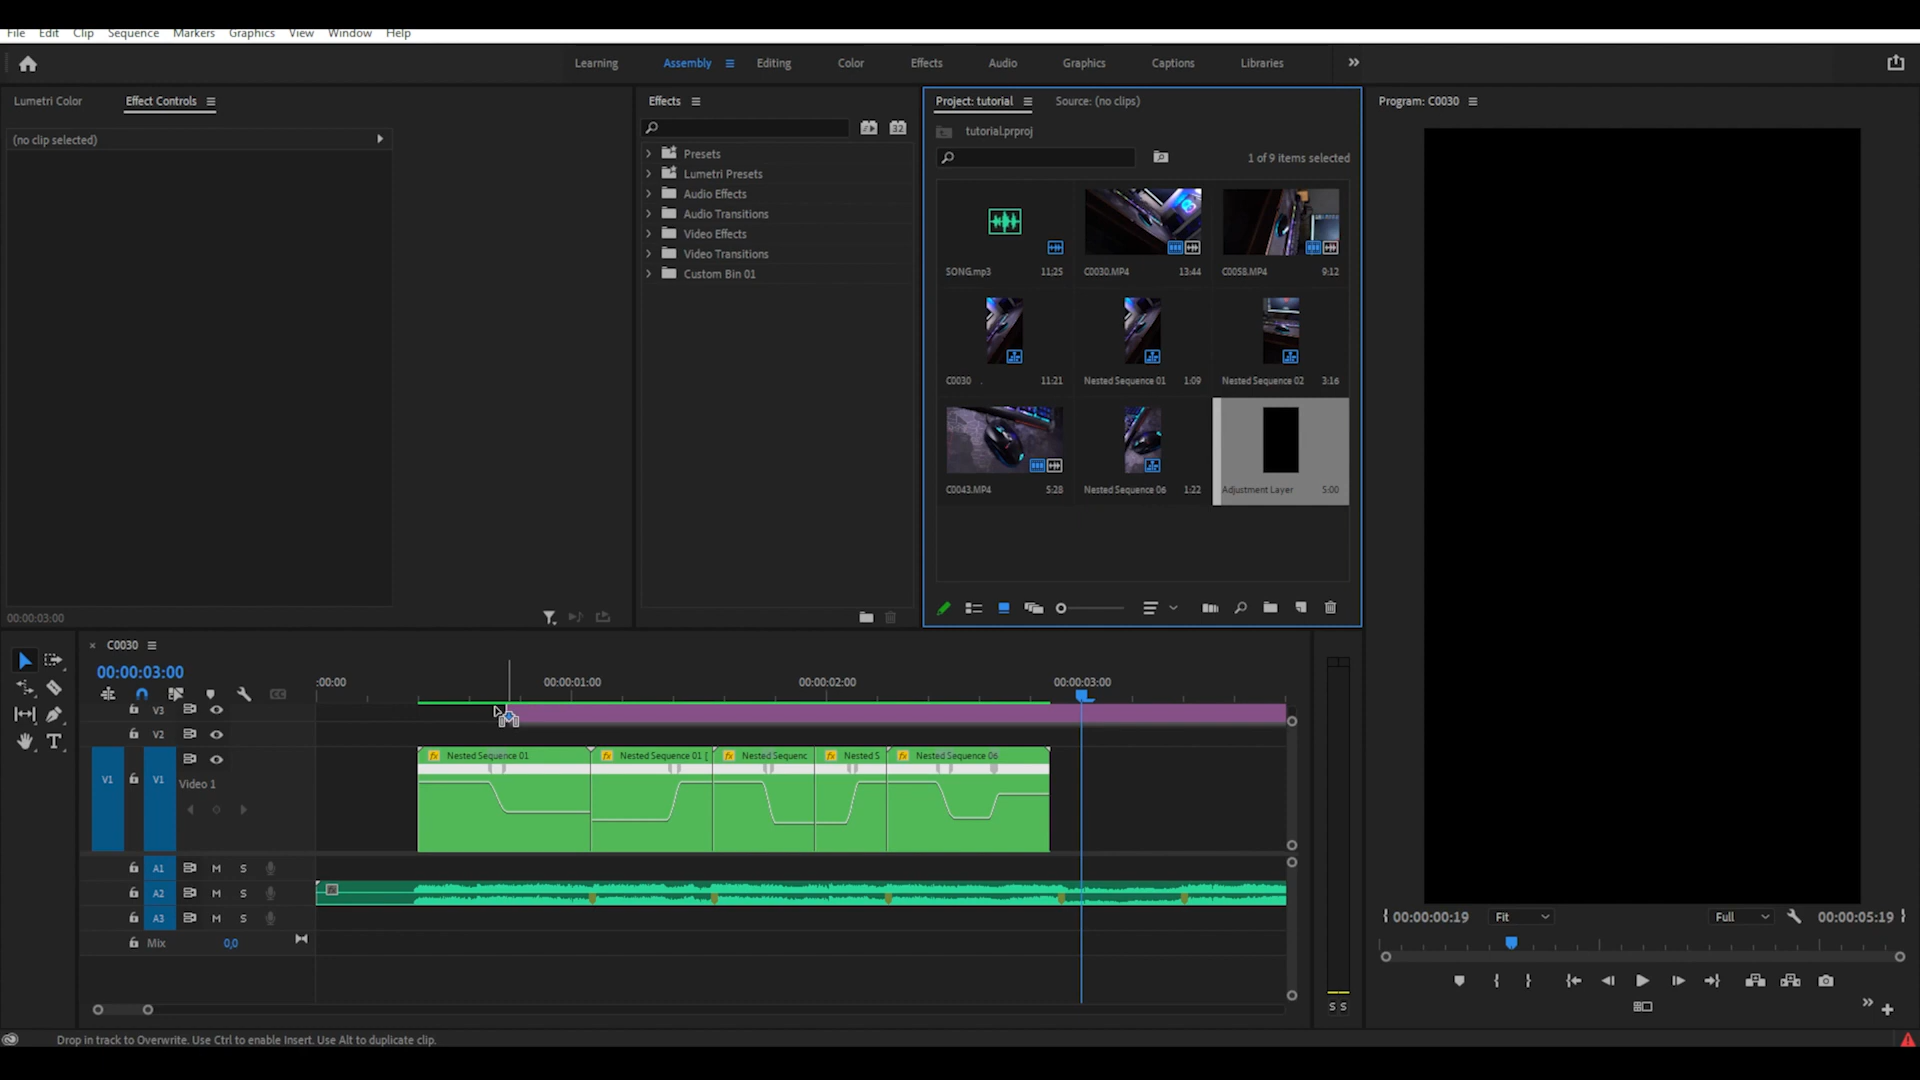 File Edit Clip Sequence Markers Graphics View Window Help
Learning Assembly Editing Color Effects Audio Graphics Captions Libraries
Lumetri Color Effect Controls
(no clip selected)
00:00:03:00
Effects
32
Presets
Lumetri Presets
Audio Effects
Audio Transitions
Video Effects
Video Transitions
Custom Bin 01
Project: tutorial Source: (no clips)
tutorial.prproj
1 of 9 items selected
SONG.mp3 11;25 C0030.MP4 13:44 C0058.MP4 9:12
C0030 11:21 Nested Sequence 01 1:09 Nested Sequence 02 3:16
C0043.MP4 5:28 Nested Sequence 06 1:22 Adjustment Layer 5:00
Program: C0030
00:00:00:19 Fit Full 00:00:05:19
C0030
00:00:03:00
:00:00 00:00:01:00 00:00:02:00 00:00:03:00
V3
V2
V1 V1 Video 1
fx Nested Sequence 01 fx Nested Sequence 01 [ fx Nested Sequenc fx Nested S fx Nested Sequence 06
A1 M S
A2 M S fx
A3 M S
Mix 0,0
S S
Drop in track to Overwrite. Use Ctrl to enable Insert. Use Alt to duplicate clip.